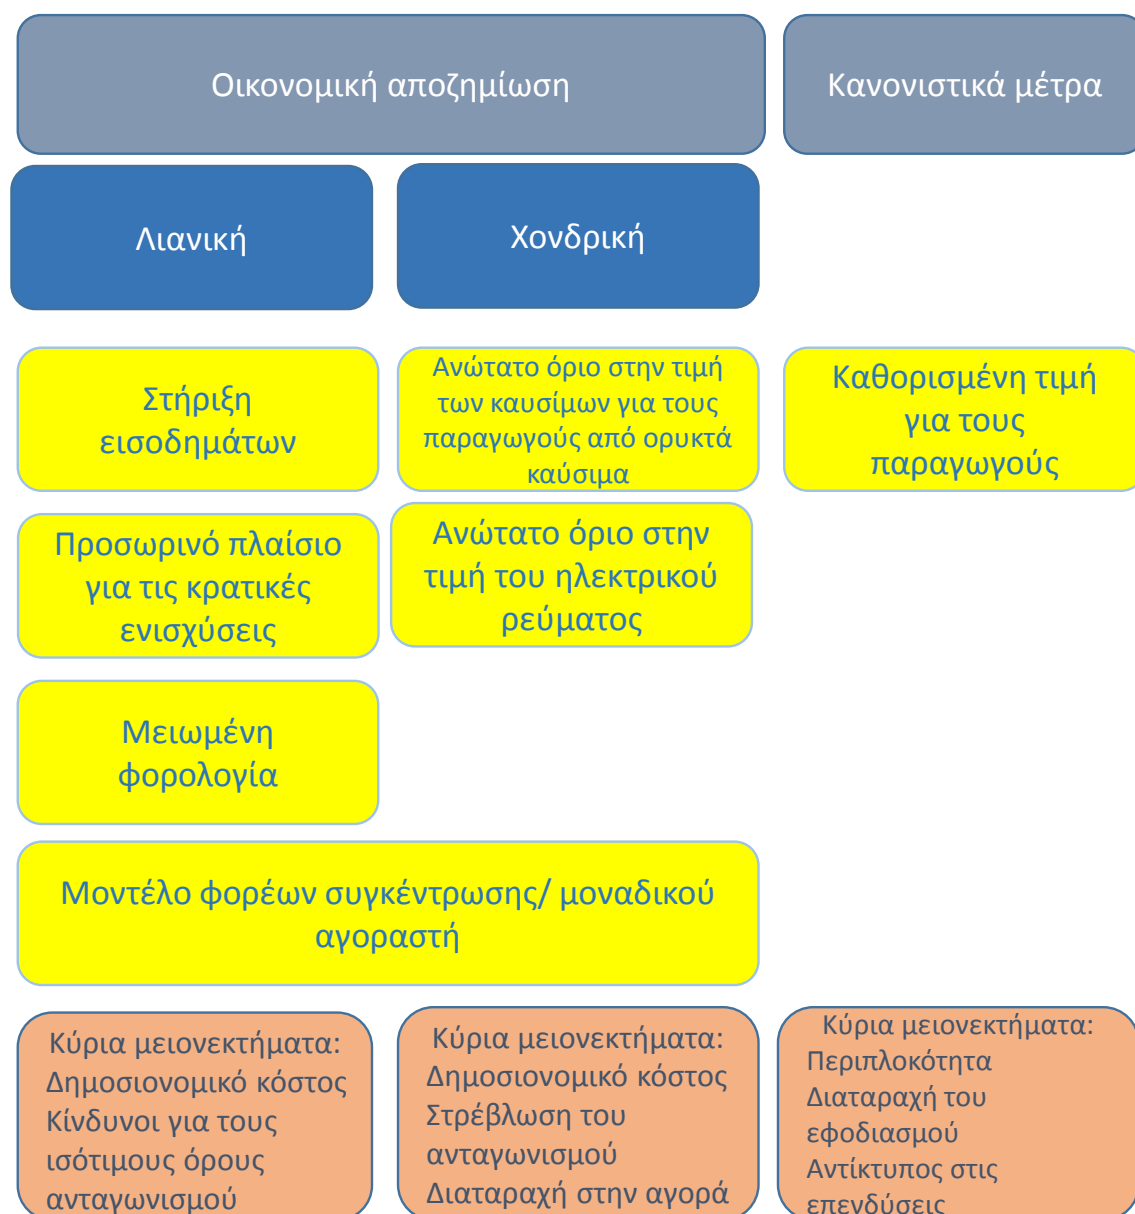 Οικονομική αποζημίωση
Κανονιστικά μέτρα
Λιανική
Χονδρική
Στήριξη
εισοδημάτων
Ανώτατο όριο στην τιμή
των καυσίμων για τους
παραγωγούς από ορυκτά
καύσιμα
Καθορισμένη τιμή
για τους
παραγωγούς
Προσωρινό πλαίσιο
για τις κρατικές
ενισχύσεις
Ανώτατο όριο στην
τιμή του ηλεκτρικού
ρεύματος
Μειωμένη
φορολογία
Μοντέλο φορέων συγκέντρωσης/ μοναδικού
αγοραστή
Κύρια μειονεκτήματα:
Δημοσιονομικό κόστος
Κίνδυνοι για τους
ισότιμους όρους
ανταγωνισμού
Κύρια μειονεκτήματα:
Δημοσιονομικό κόστος
Στρέβλωση του
ανταγωνισμού
Διαταραχή στην αγορά
Κύρια μειονεκτήματα:
Περιπλοκότητα
Διαταραχή του
εφοδιασμού
Αντίκτυπος στις
επενδύσεις